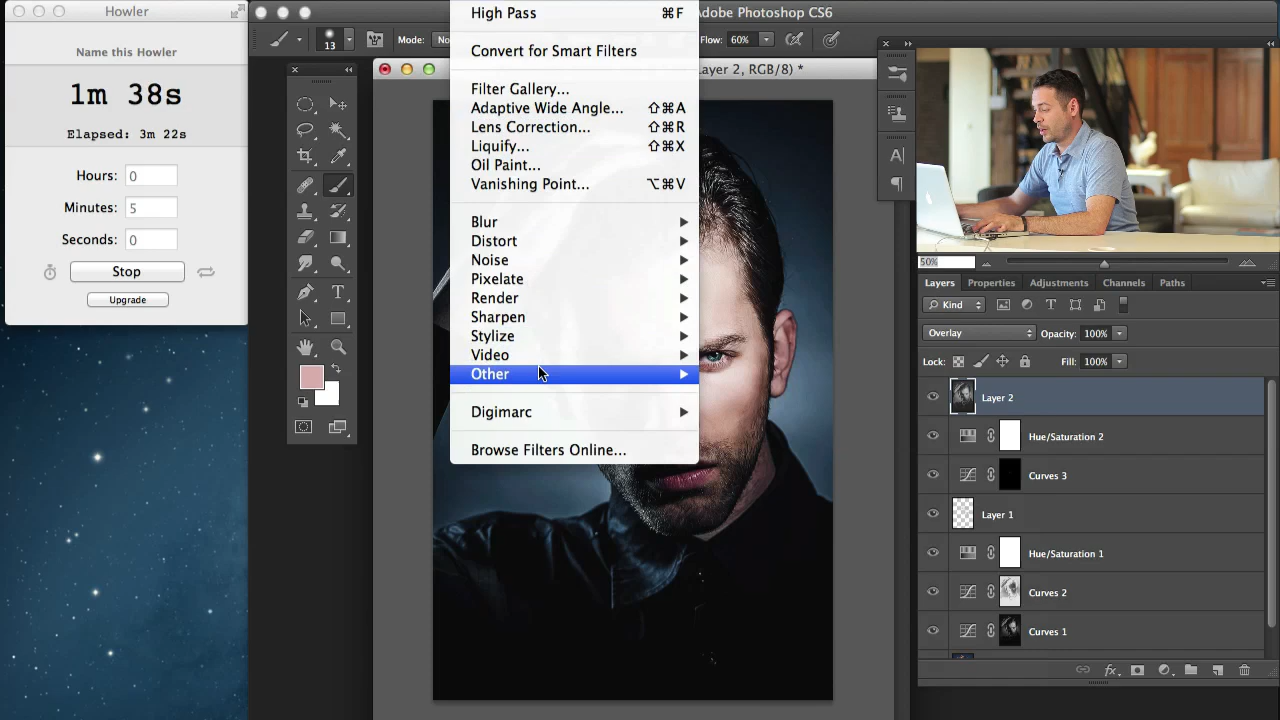 Howler
Name this Howler
1m 38s
Elapsed: 3m 22s
Hours: 0
Minutes: 5
Seconds: 0
Stop
Upgrade
Adobe Photoshop CS6
13
Mode:
Flow: 60%
Layer 2, RGB/8) *
High Pass ⌘F
Convert for Smart Filters
Filter Gallery...
Adaptive Wide Angle... ⇧⌘A
Lens Correction... ⇧⌘R
Liquify... ⇧⌘X
Oil Paint...
Vanishing Point... ⌥⌘V
Blur
Distort
Noise
Pixelate
Render
Sharpen
Stylize
Video
Other
Digimarc
Browse Filters Online...
50%
Layers Properties Adjustments Channels Paths
Kind
Overlay Opacity: 100%
Lock: Fill: 100%
Layer 2
Hue/Saturation 2
Curves 3
Layer 1
Hue/Saturation 1
Curves 2
Curves 1